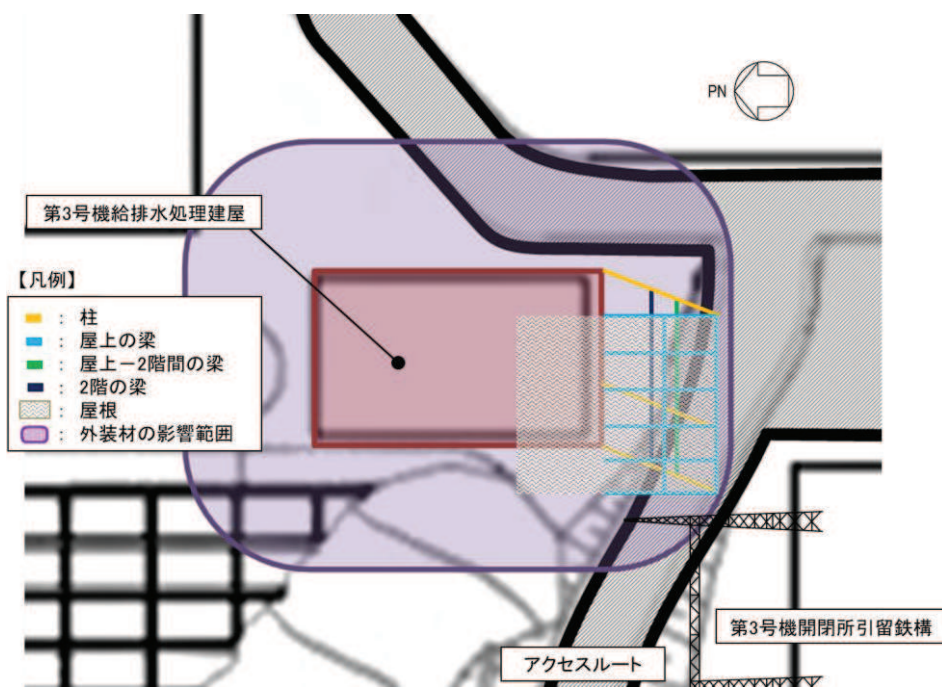 PN
第3号機給排水処理建屋
【凡例】
： 柱
： 屋上の梁
： 屋上－2階間の梁
： 2階の梁
： 屋根
： 外装材の影響範囲
第3号機開閉所引留鉄構
アクセスルート